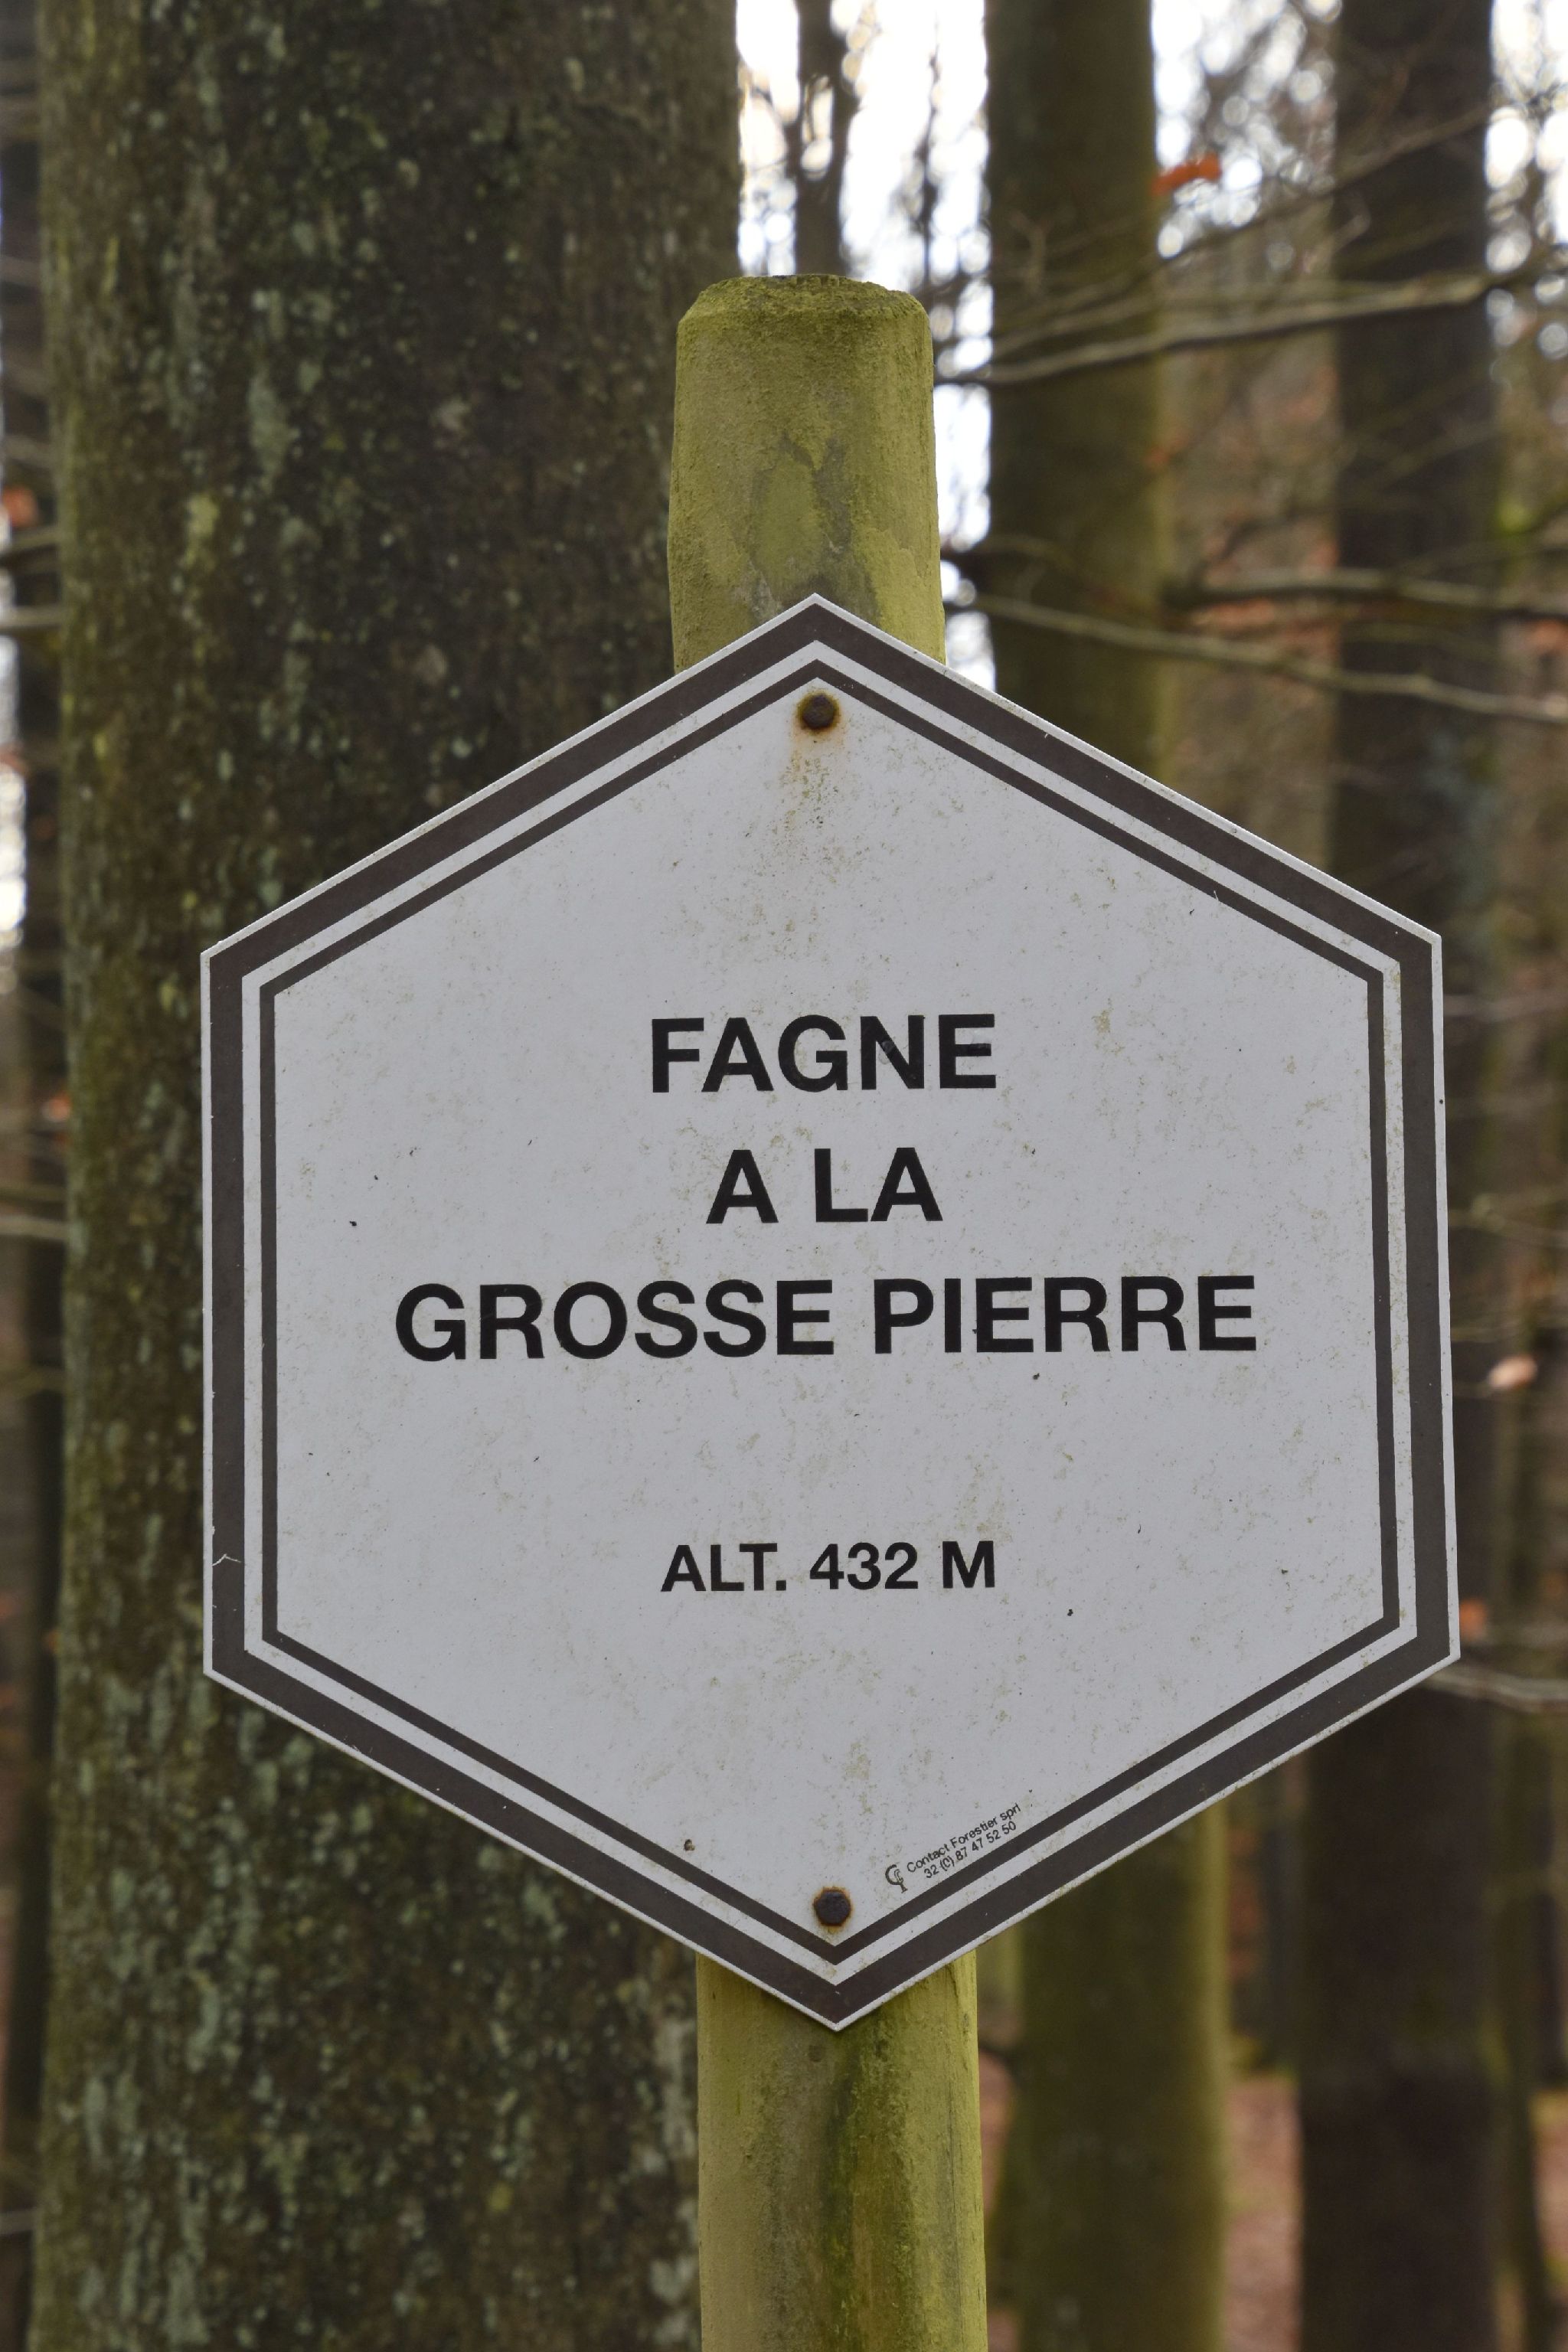 FAGNE
A LA
GROSSE PIERRE
ALT. 432 M
Contact Forestier sprl
32 (0) 87 47 52 50